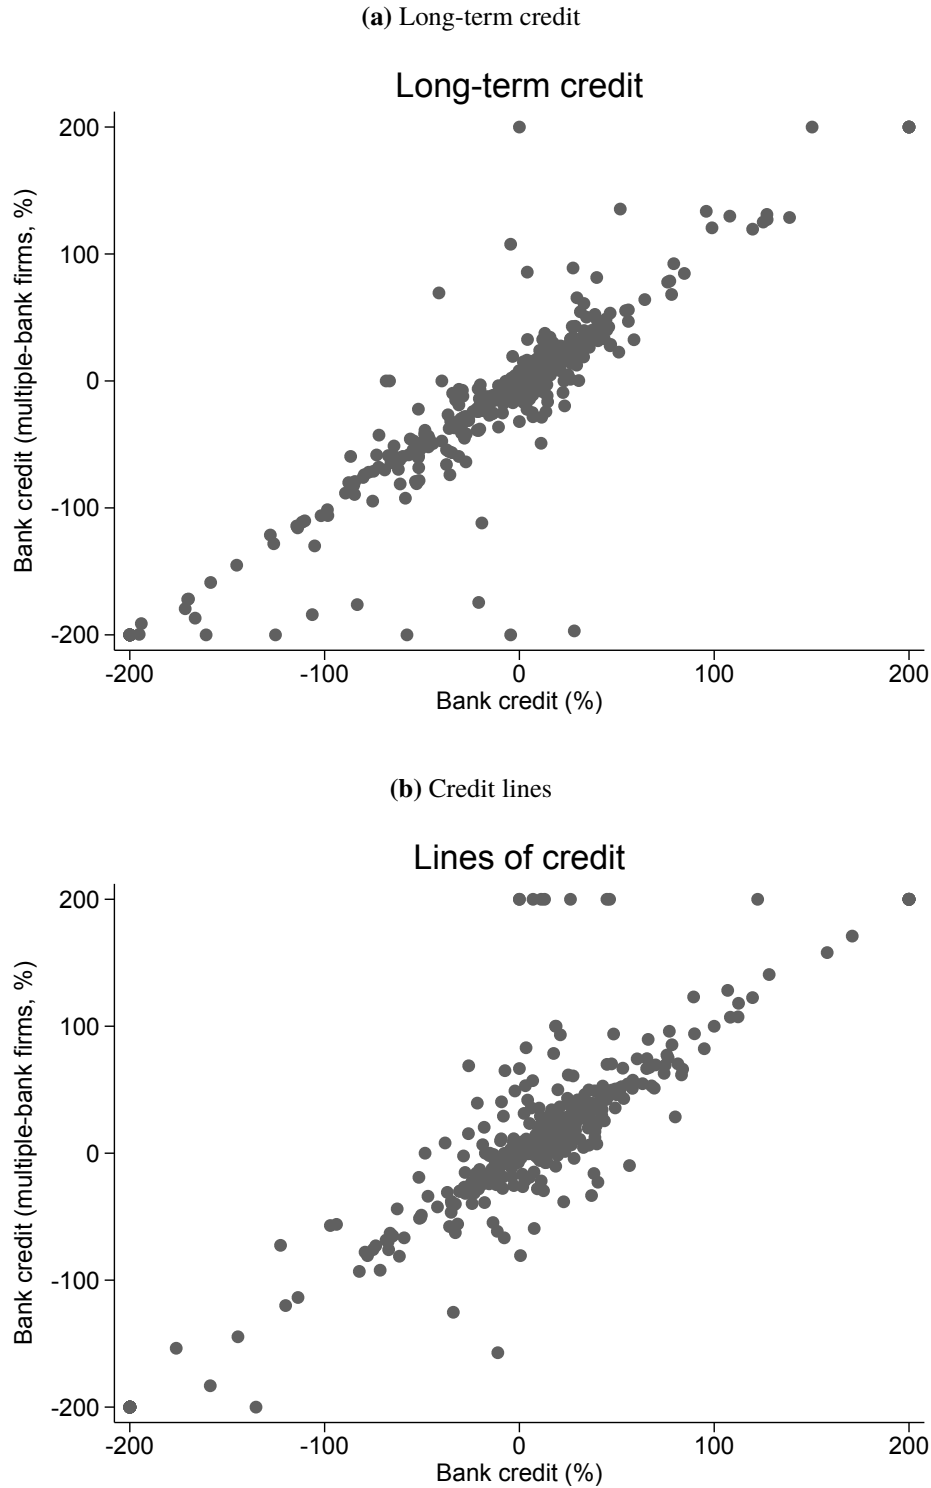 (a) Long-term credit
Long-term credit
Bank credit (multiple-bank firms, %)
200
100
0
-100
-200
-200 -100 0 100 200
Bank credit (%)
(b) Credit lines
Lines of credit
Bank credit (multiple-bank firms, %)
200
100
0
-100
-200
-200 -100 0 100 200
Bank credit (%)